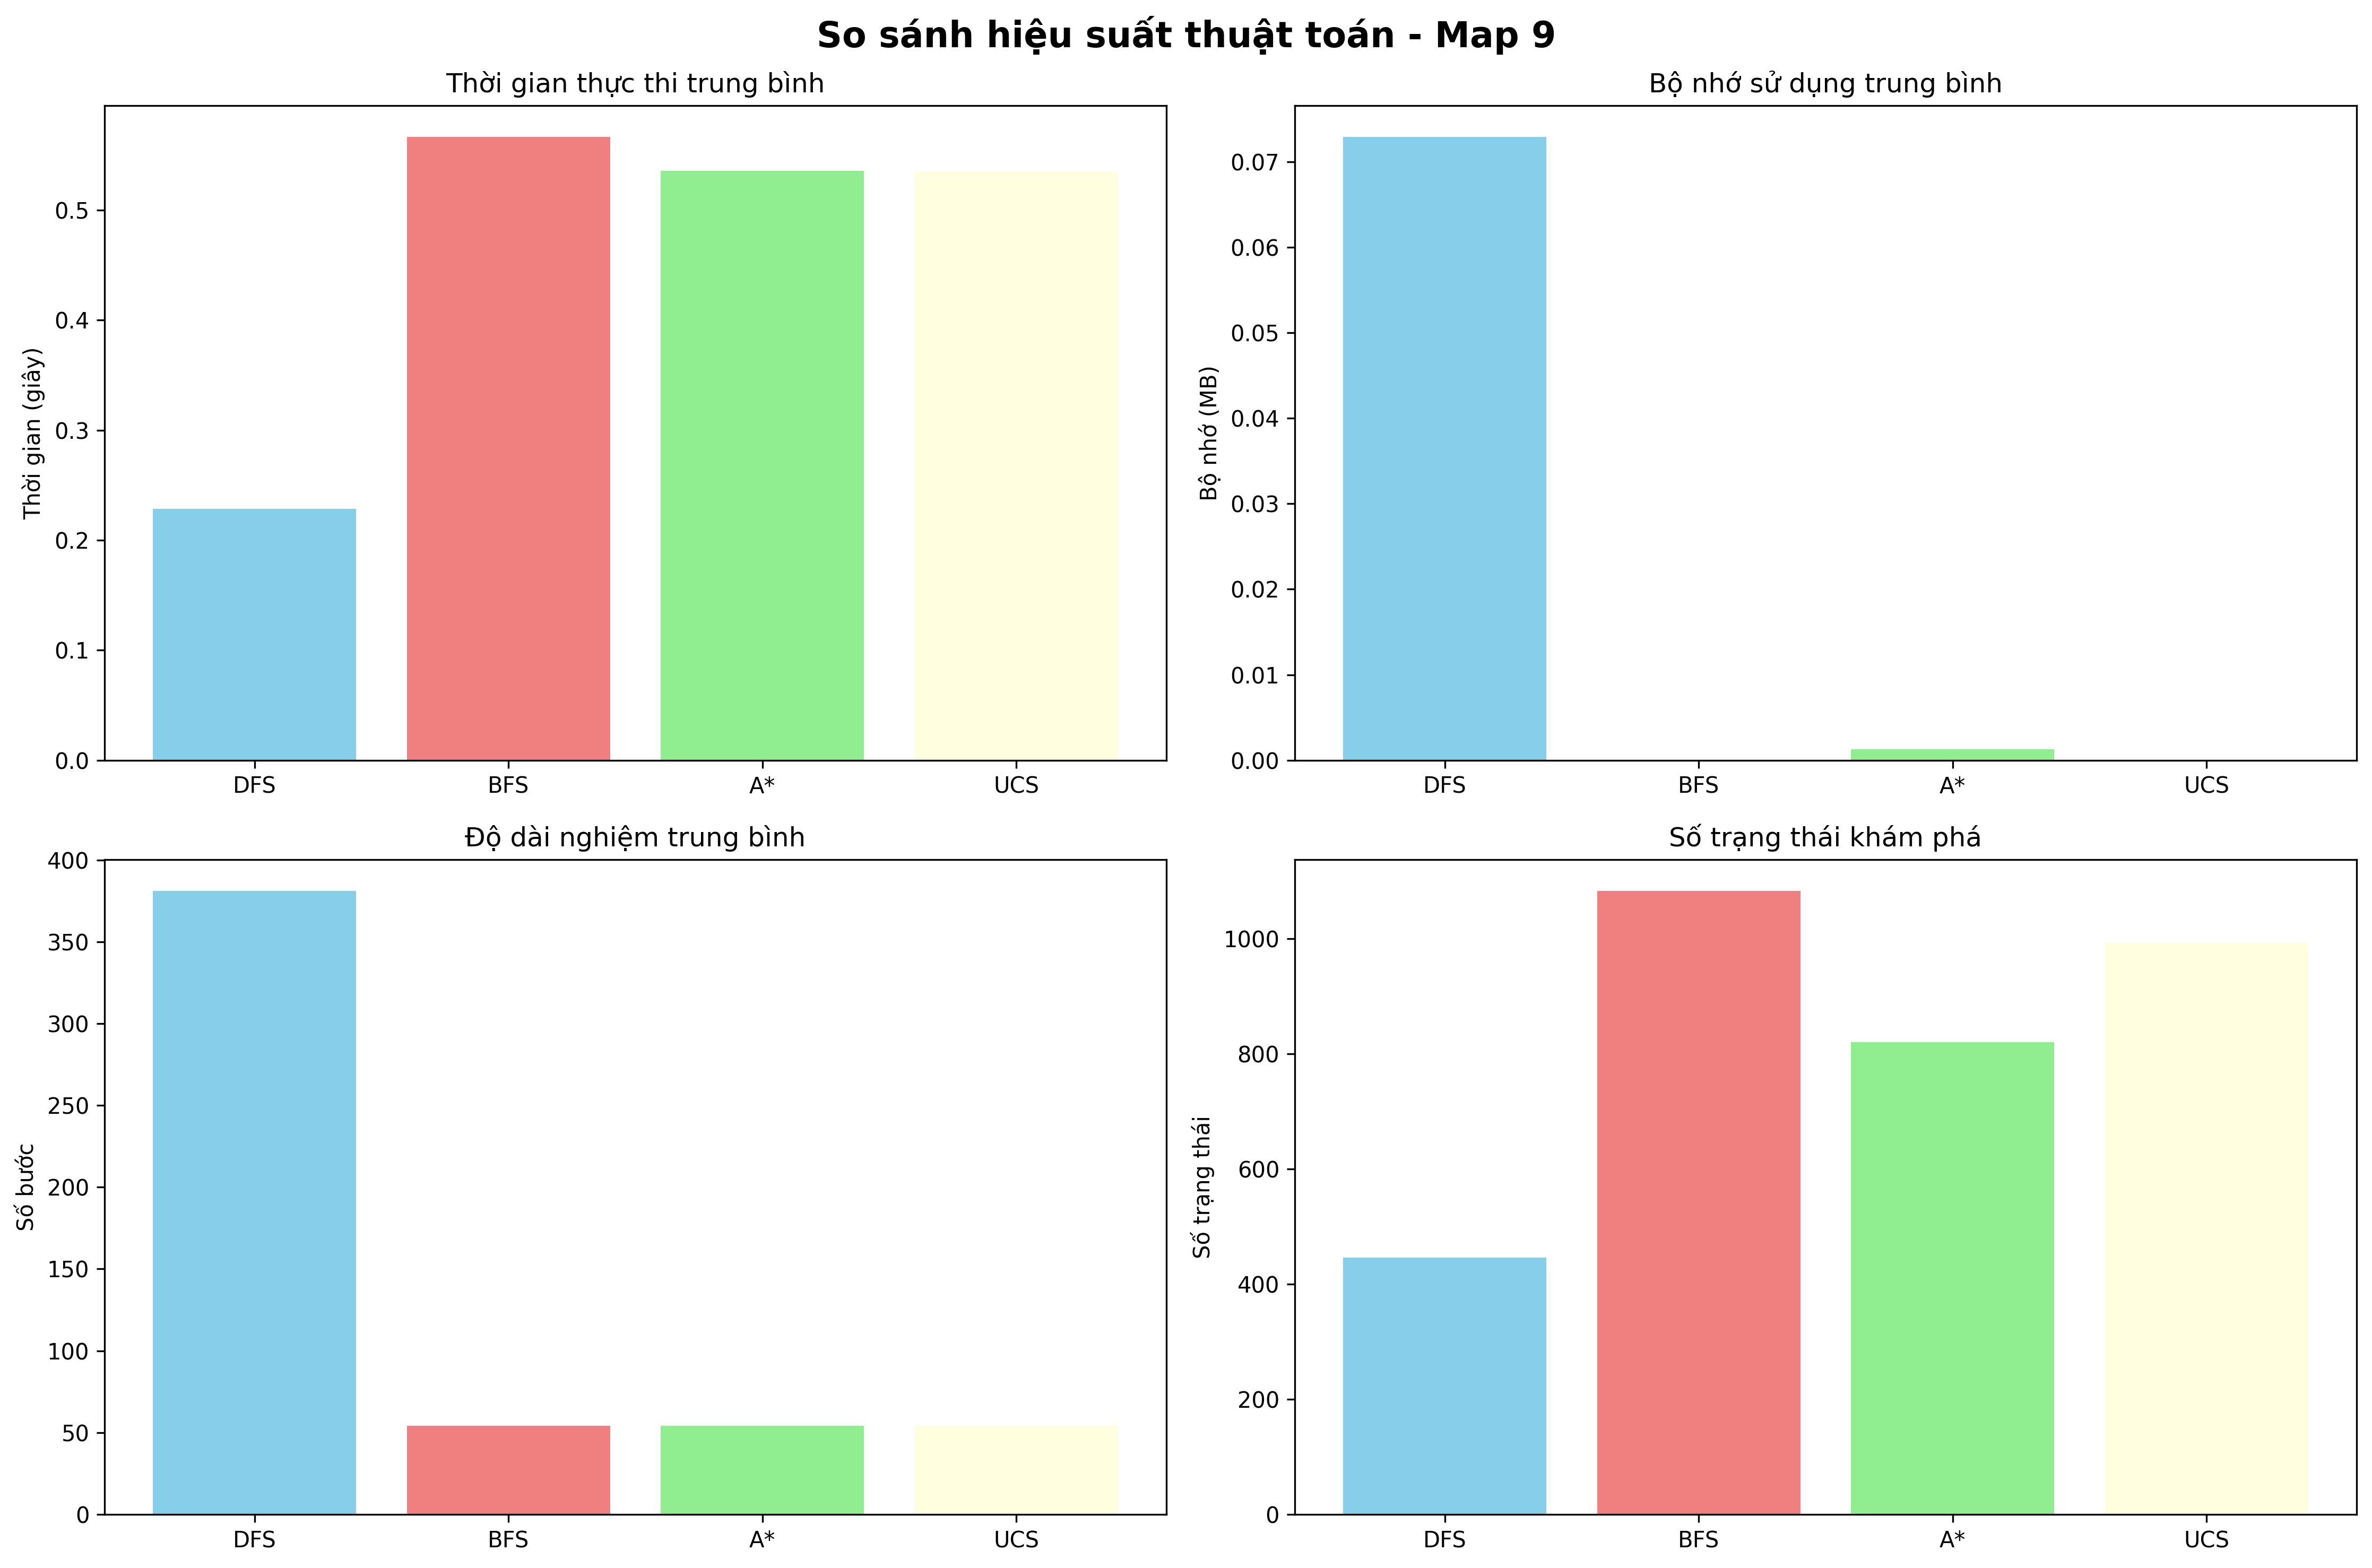 So sánh hiệu suất thuật toán - Map 9
Thời gian thực thi trung bình
Thời gian (giây)
0.5
0.4
0.3
0.2
0.1
0.0
DFS BFS A* UCS
Bộ nhớ sử dụng trung bình
Bộ nhớ (MB)
0.07
0.06
0.05
0.04
0.03
0.02
0.01
0.00
DFS BFS A* UCS
Độ dài nghiệm trung bình
Số bước
400
350
300
250
200
150
100
50
0
DFS BFS A* UCS
Số trạng thái khám phá
Số trạng thái
1000
800
600
400
200
0
DFS BFS A* UCS